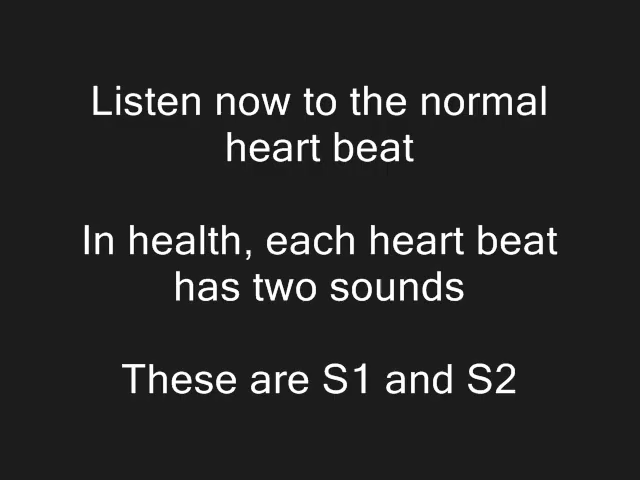 Listen now to the normal
heart beat
In health, each heart beat
has two sounds
These are S1 and S2